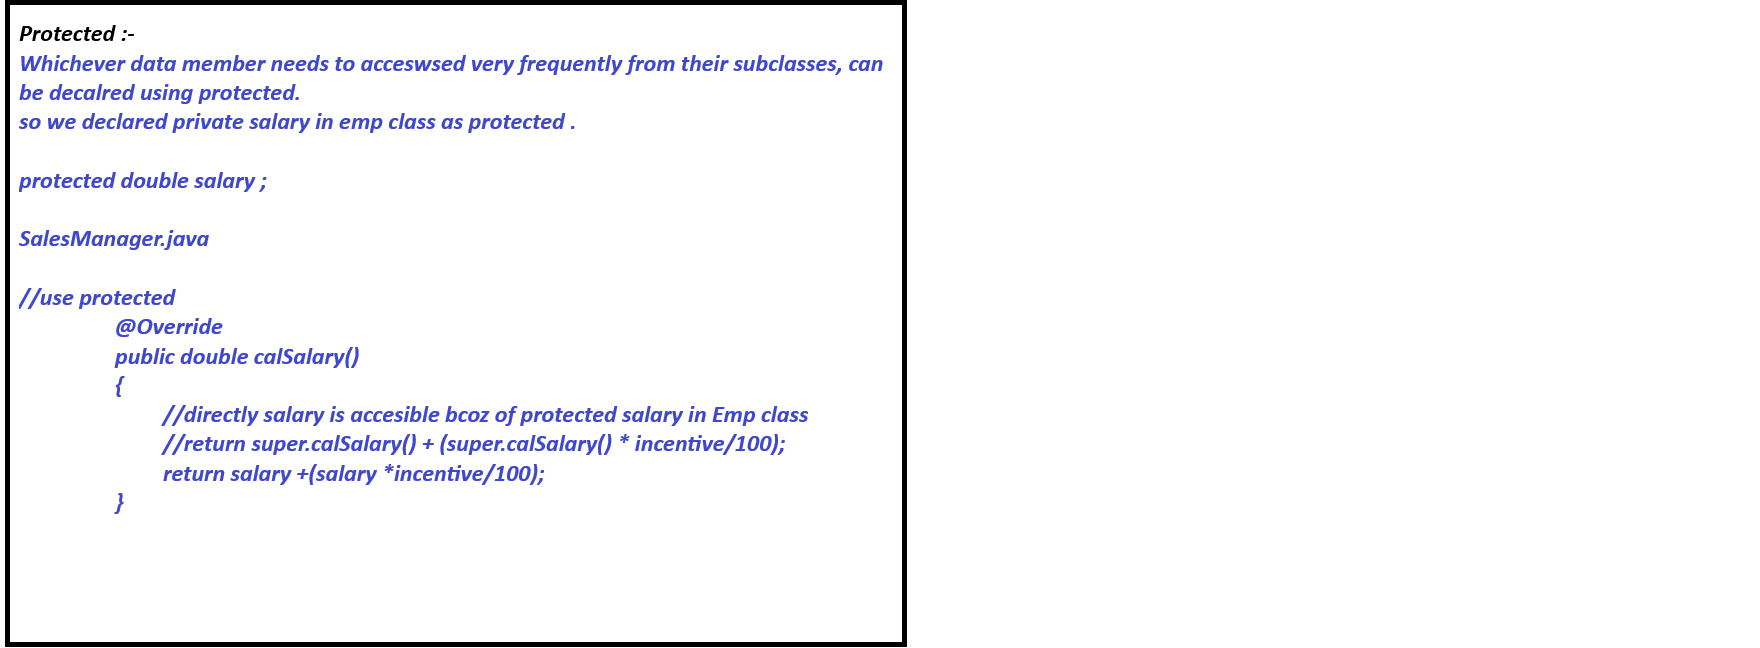 Protected :-
Whichever data member needs to acceswsed very frequently from their subclasses, can
be decalred using protected.
so we declared private salary in emp class as protected .
protected double salary ;
SalesManager.java
//use protected
@Override
public double calSalary()
{
//directly salary is accesible bcoz of protected salary in Emp class
//return super.calSalary() + (super.calSalary() * incentive/100);
return salary +(salary *incentive/100);
}